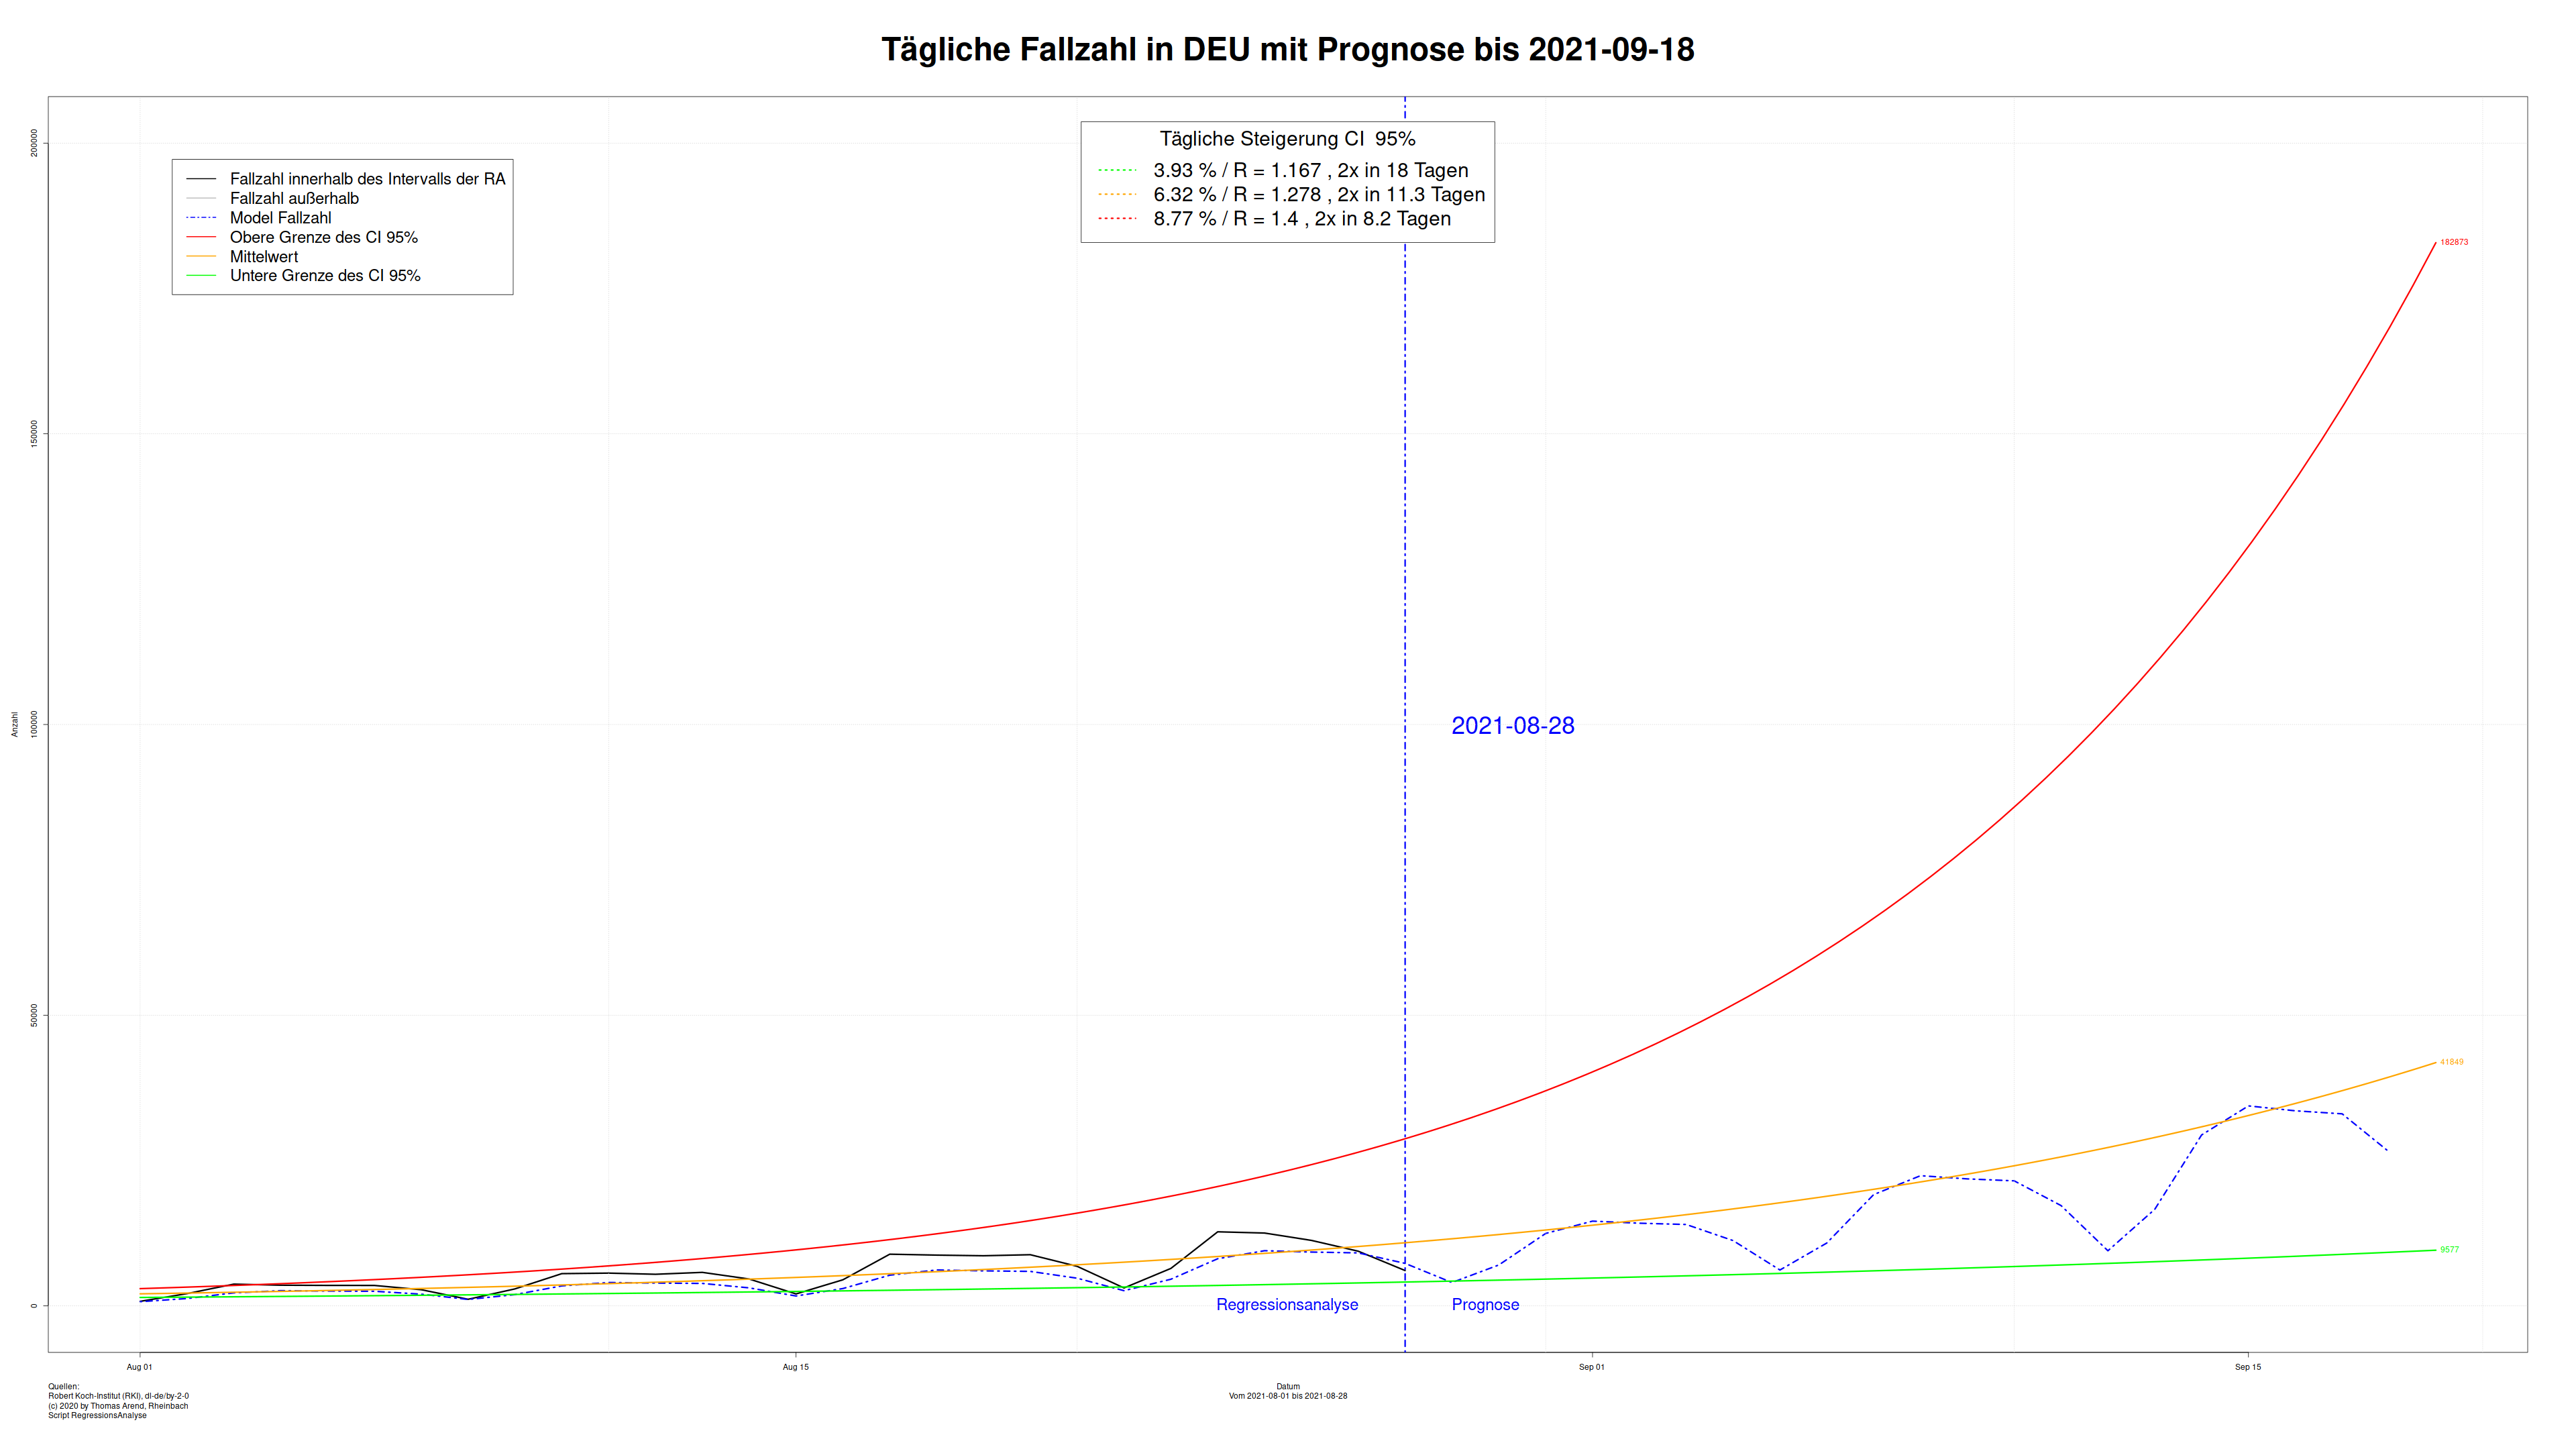 Tägliche Fallzahl in DEU mit Prognose bis 2021-09-18
Fallzahl innerhalb des Intervalls der RA
Fallzahl außerhalb
Model Fallzahl
Obere Grenze des CI 95%
Mittelwert
Untere Grenze des CI 95%
Tägliche Steigerung CI 95%
3.93 % / R = 1.167 , 2x in 18 Tagen
6.32 % / R = 1.278 , 2x in 11.3 Tagen
8.77 % / R = 1.4 , 2x in 8.2 Tagen
200000
150000
100000
50000
0
Anzahl
182873
41849
9577
2021-08-28
Regressionsanalyse
Prognose
Aug 01
Aug 15
Sep 01
Sep 15
Datum
Vom 2021-08-01 bis 2021-08-28
Quellen:
Robert Koch-Institut (RKI), dl-de/by-2-0
(c) 2020 by Thomas Arend, Rheinbach
Script RegressionsAnalyse